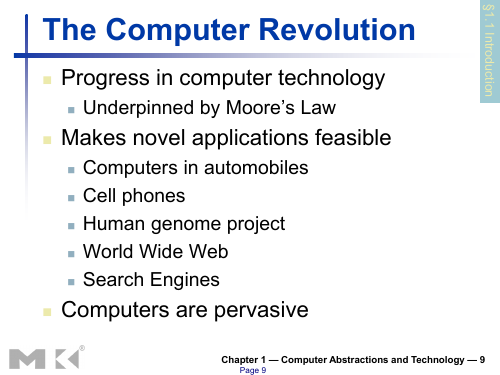 The Computer Revolution
§1.1 Introduction
Progress in computer technology
Underpinned by Moore's Law
Makes novel applications feasible
Computers in automobiles
Cell phones
Human genome project
World Wide Web
Search Engines
Computers are pervasive
MK®
Chapter 1 — Computer Abstractions and Technology — 9
Page 9